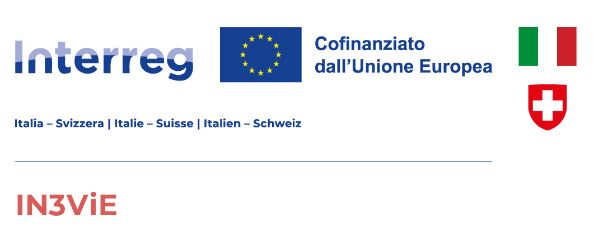 Interreg
Cofinanziato
dall'Unione Europea
Italia – Svizzera | Italie – Suisse | Italien – Schweiz
IN3ViE